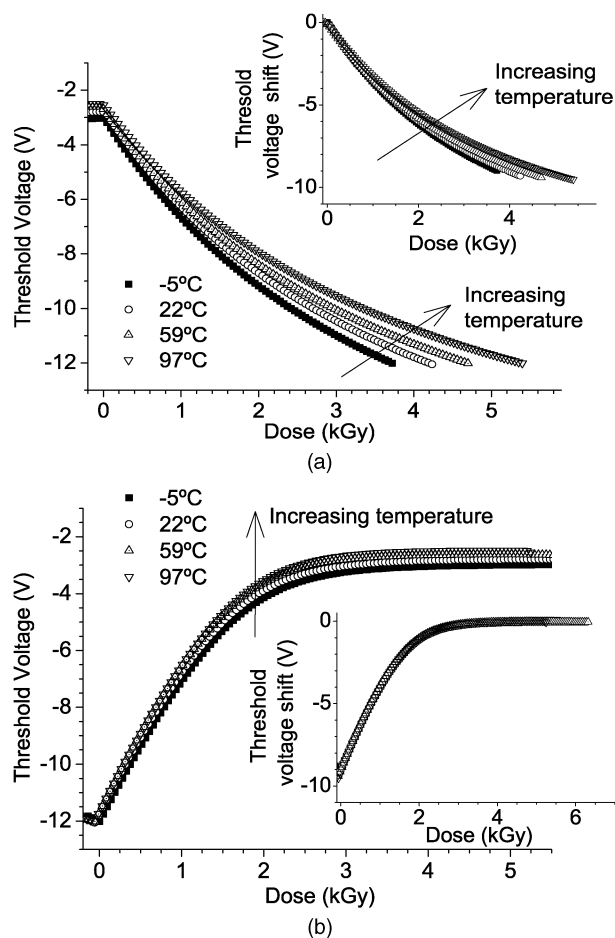 0
-5
-10
Thresold
voltage shift (V)
Increasing
temperature
0 2 4
Dose (kGy)
-2
-4
-6
-8
-10
-12
Threshold Voltage (V)
-5ºC
22ºC
59ºC
97ºC
Increasing
temperature
0 1 2 3 4 5
Dose (kGy)
(a)
-5ºC
22ºC
59ºC
97ºC
Increasing temperature
-2
-4
-6
-8
-10
-12
Threshold Voltage (V)
0
-5
-10
Threshold
voltage shift (V)
0 2 4 6
Dose (kGy)
0 1 2 3 4 5
Dose (kGy)
(b)